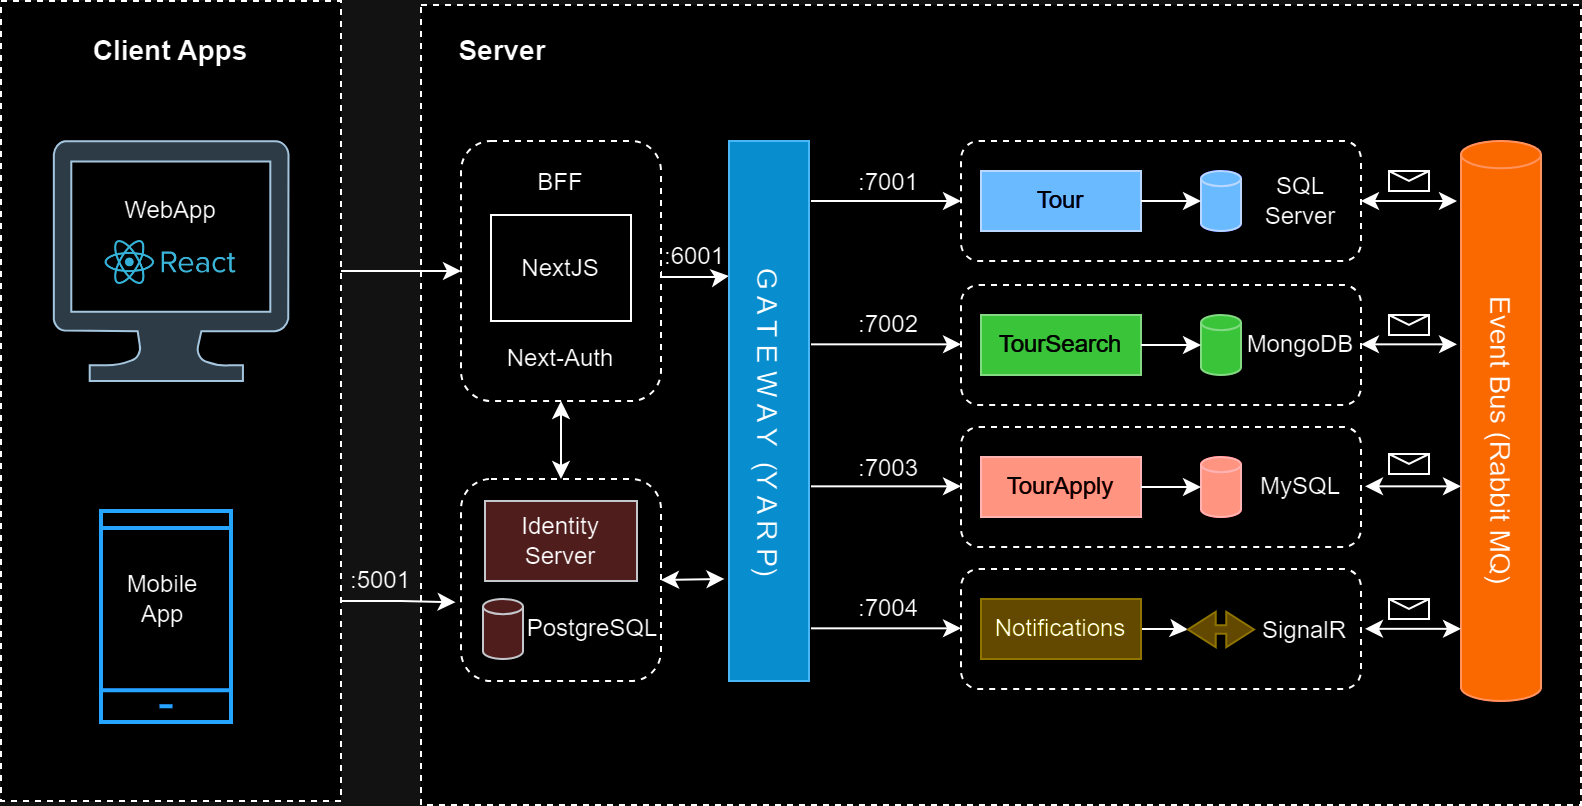 Client Apps
WebApp
React
Mobile
App
:5001
Server
BFF
NextJS
Next-Auth
:6001
Identity
Server
PostgreSQL
GATEWAY (YARP)
:7001
Tour
SQL
Server
:7002
TourSearch
MongoDB
:7003
TourApply
MySQL
:7004
Notifications
SignalR
Event Bus (Rabbit MQ)